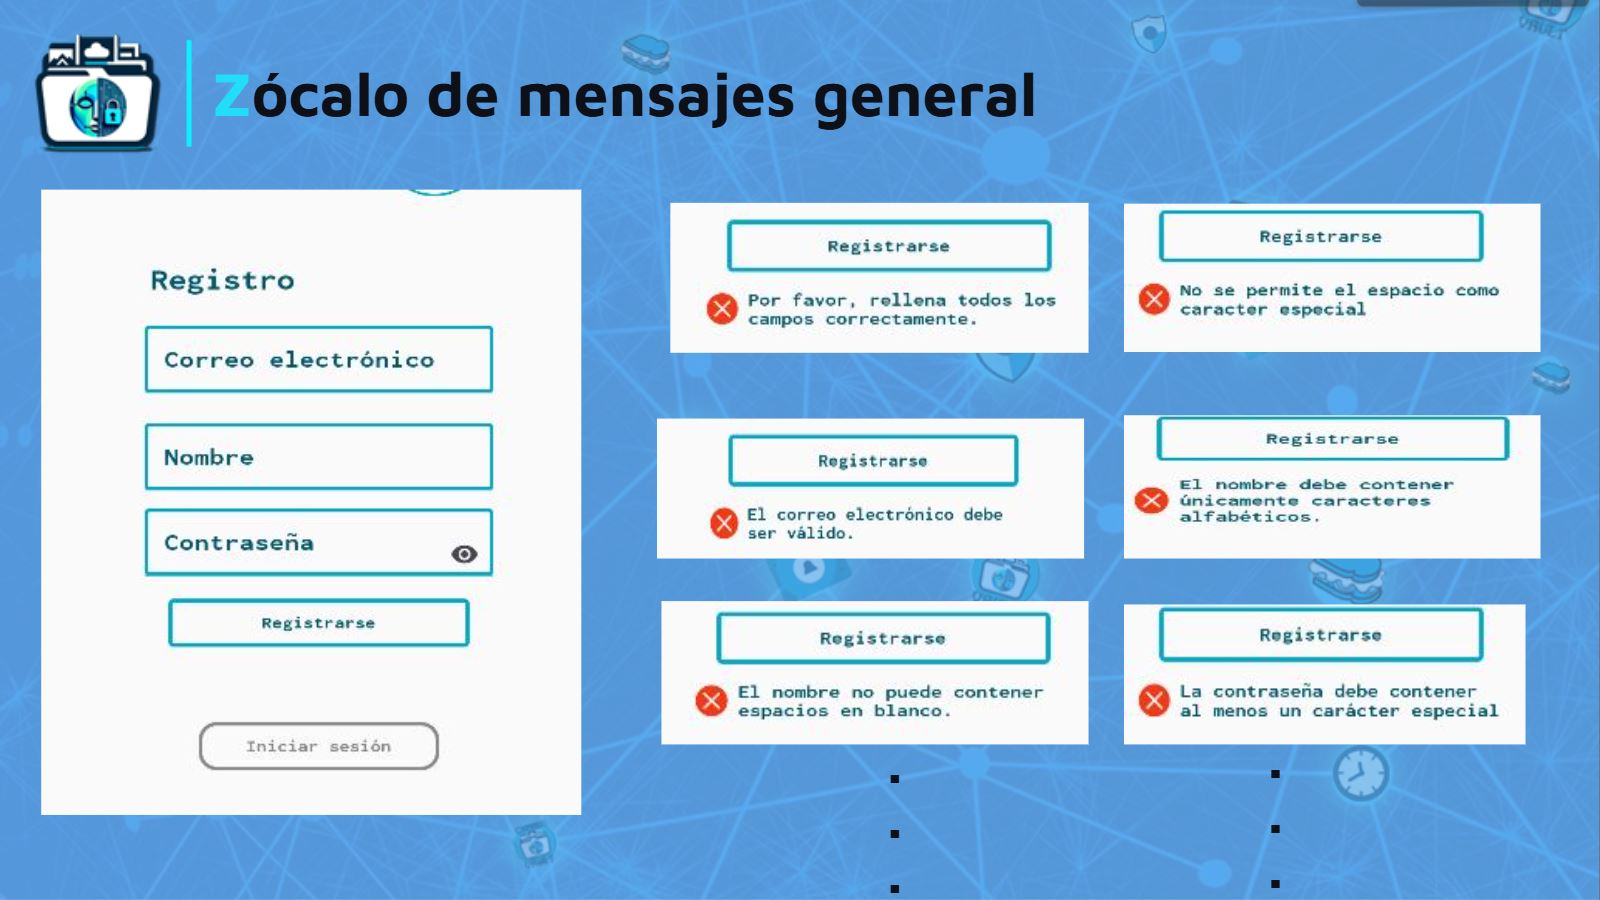 Zócalo de mensajes general
Registro
Correo electrónico
Nombre
Contraseña
Registrarse
Iniciar sesión
Registrarse
Por favor, rellena todos los
campos correctamente.
Registrarse
No se permite el espacio como
caracter especial
Registrarse
El correo electrónico debe
ser válido.
Registrarse
El nombre debe contener
únicamente caracteres
alfabéticos.
Registrarse
El nombre no puede contener
espacios en blanco.
Registrarse
La contraseña debe contener
al menos un carácter especial
VAULT